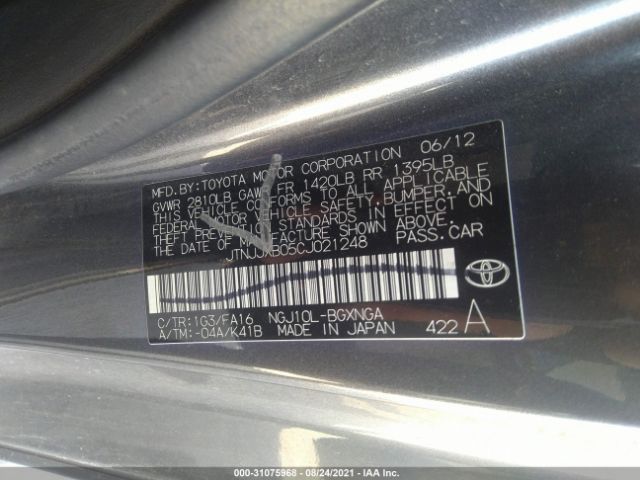 MFD.BY:TOYOTA MOTOR CORPORATION 06/12
GVWR 2810LB GAWR FR 1420LB RR 1395LB
THIS VEHICLE CONFORMS TO ALL APPLICABLE
FEDERAL MOTOR VEHICLE SAFETY,BUMPER,AND
THEFT PREVENTION STANDARDS IN EFFECT ON
THE DATE OF MANUFACTURE SHOWN ABOVE.
JTNJJXB05CJ021248 PASS.CAR
C/TR:1G3/FA16 NGJ10L-BGXNGA
A/TM:-04A/K41B MADE IN JAPAN 422 A
TOYOTA
000-31075968 - 08/24/2021 - IAA Inc.